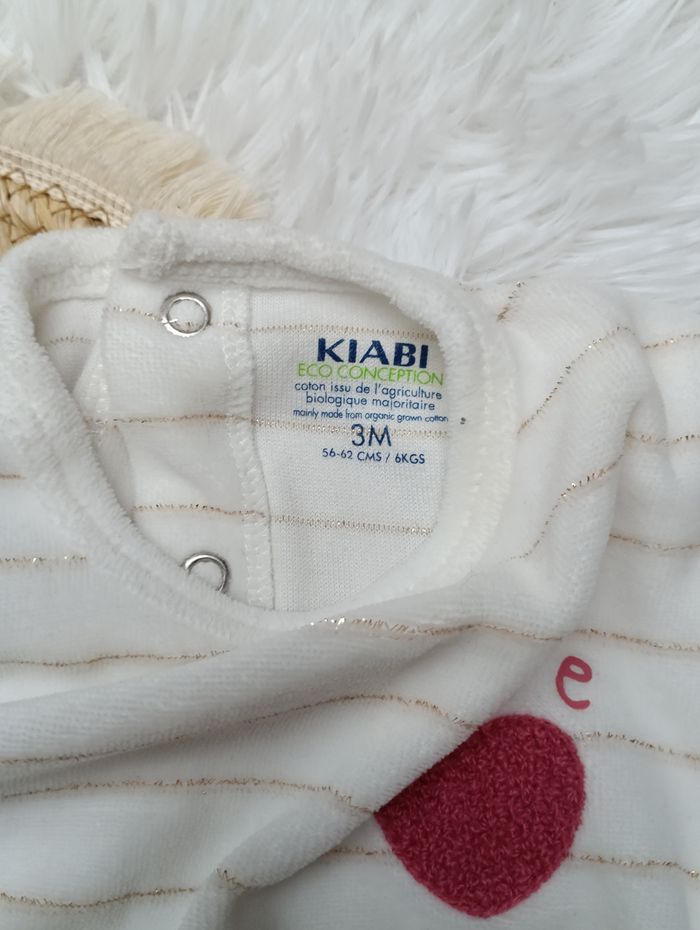 KIABI
ECO CONCEPTION
coton issu de l'agriculture
biologique majoritaire
mainly made from organic grown cotton
3M
56-62 CMS / 6KGS
e